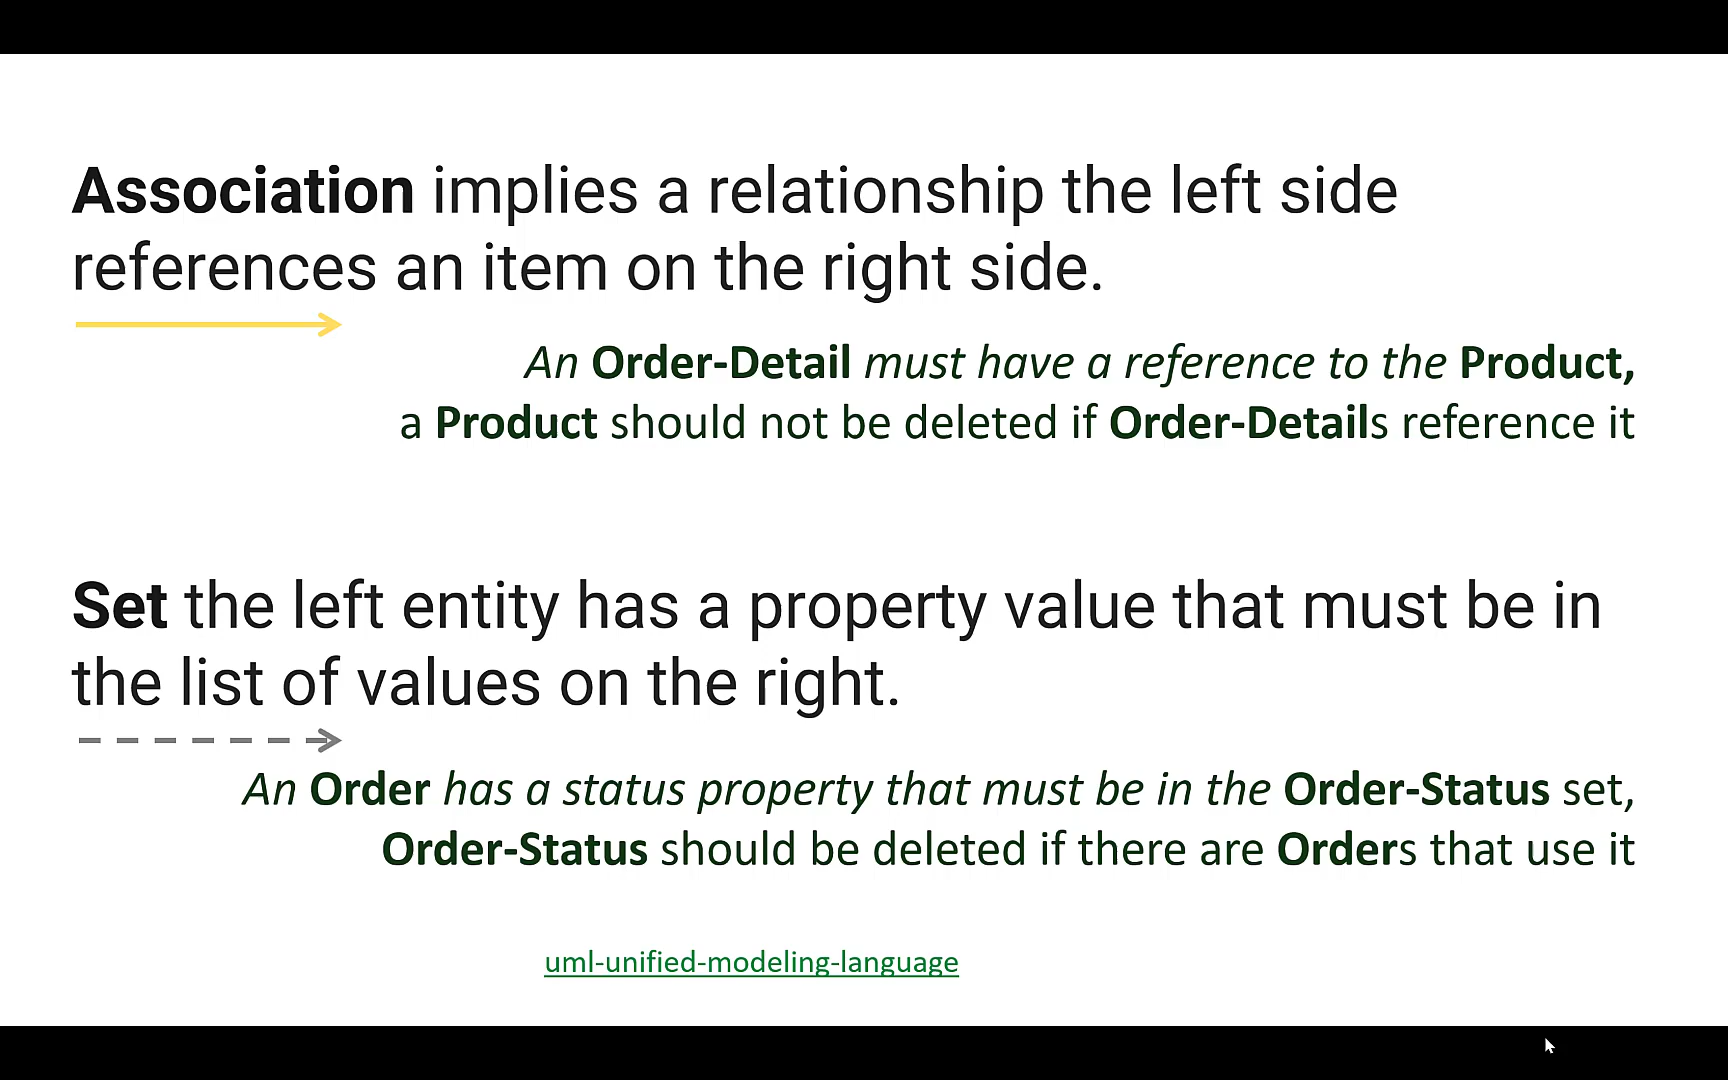 Association implies a relationship the left side
references an item on the right side.
An Order-Detail must have a reference to the Product,
a Product should not be deleted if Order-Details reference it
Set the left entity has a property value that must be in
the list of values on the right.
An Order has a status property that must be in the Order-Status set,
Order-Status should be deleted if there are Orders that use it
uml-unified-modeling-language